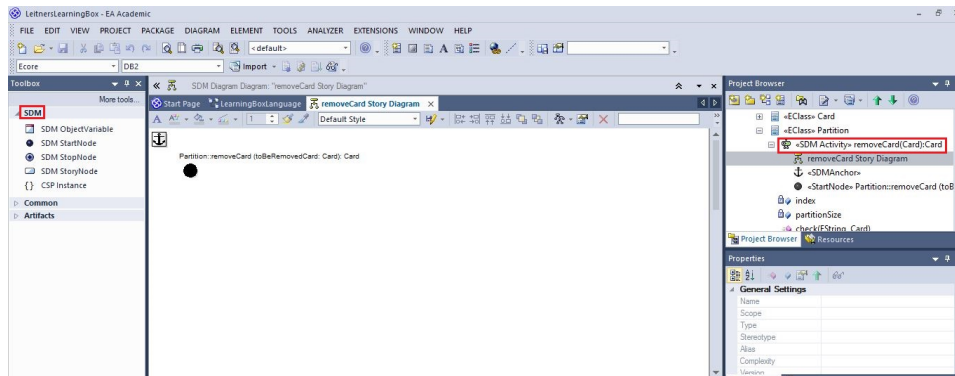 LeitnersLearningBox - EA Academic
FILE EDIT VIEW PROJECT PACKAGE DIAGRAM ELEMENT TOOLS ANALYZER EXTENSIONS WINDOW HELP
<default>
Ecore DB2 Import
Toolbox
More tools...
SDM
SDM ObjectVariable
SDM StartNode
SDM StopNode
SDM StoryNode
CSP Instance
Common
Artifacts
SDM Diagram Diagram: "removeCard Story Diagram"
Start Page LearningBoxLanguage removeCard Story Diagram
1 Default Style
Partition::removeCard (toBeRemovedCard: Card): Card
Project Browser
«EClass» Card
«EClass» Partition
«SDM Activity» removeCard(Card):Card
removeCard Story Diagram
«SDMAnchor»
«StartNode» Partition::removeCard (toB
index
partitionSize
check(EString, Card)
Project Browser Resources
Properties
General Settings
Name
Scope
Type
Stereotype
Alias
Complexity
Version